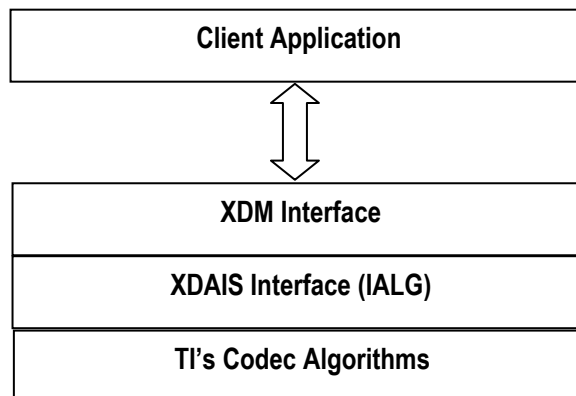 Client Application
XDM Interface
XDAIS Interface (IALG)
TI's Codec Algorithms